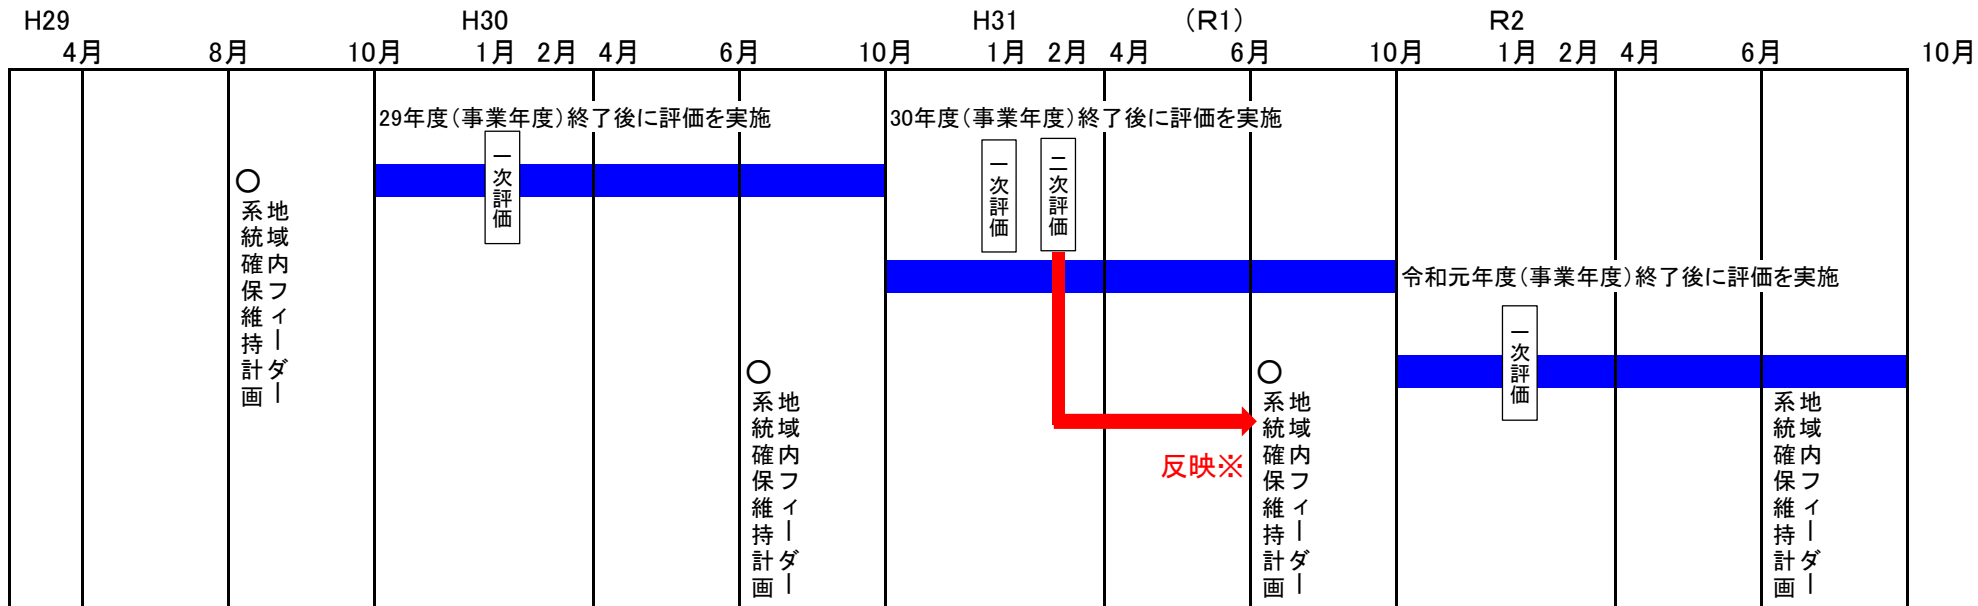 H29 H30 H31 （R1） R2
4月 8月 10月 1月 2月 4月 6月 10月 1月 2月 4月 6月 10月 1月 2月 4月 6月 10月
29年度（事業年度）終了後に評価を実施
30年度（事業年度）終了後に評価を実施
一次評価
一次評価
二次評価
〇
地域内フィーダー
系統確保維持計画
令和元年度（事業年度）終了後に評価を実施
一次評価
〇
地域内フィーダー
系統確保維持計画
反映※
〇
地域内フィーダー
系統確保維持計画
地域内フィーダー
系統確保維持計画